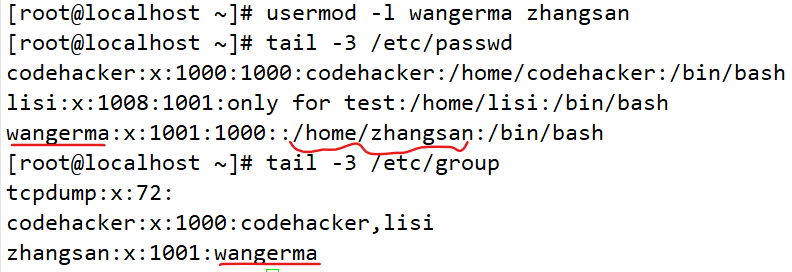 [root@localhost ~]# usermod -l wangerma zhangsan
[root@localhost ~]# tail -3 /etc/passwd
codehacker:x:1000:1000:codehacker:/home/codehacker:/bin/bash
lisi:x:1008:1001:only for test:/home/lisi:/bin/bash
wangerma:x:1001:1000::/home/zhangsan:/bin/bash
[root@localhost ~]# tail -3 /etc/group
tcpdump:x:72:
codehacker:x:1000:codehacker,lisi
zhangsan:x:1001:wangerma